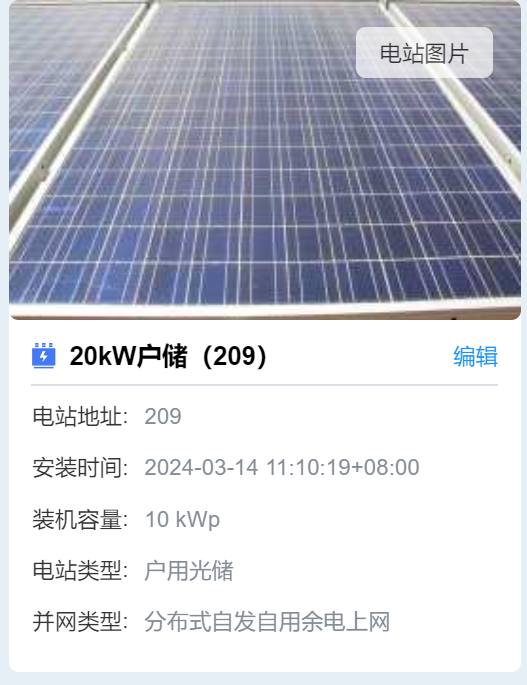 电站图片
20kW户储（209）
编辑
电站地址: 209
安装时间: 2024-03-14 11:10:19+08:00
装机容量: 10 kWp
电站类型: 户用光储
并网类型: 分布式自发自用余电上网